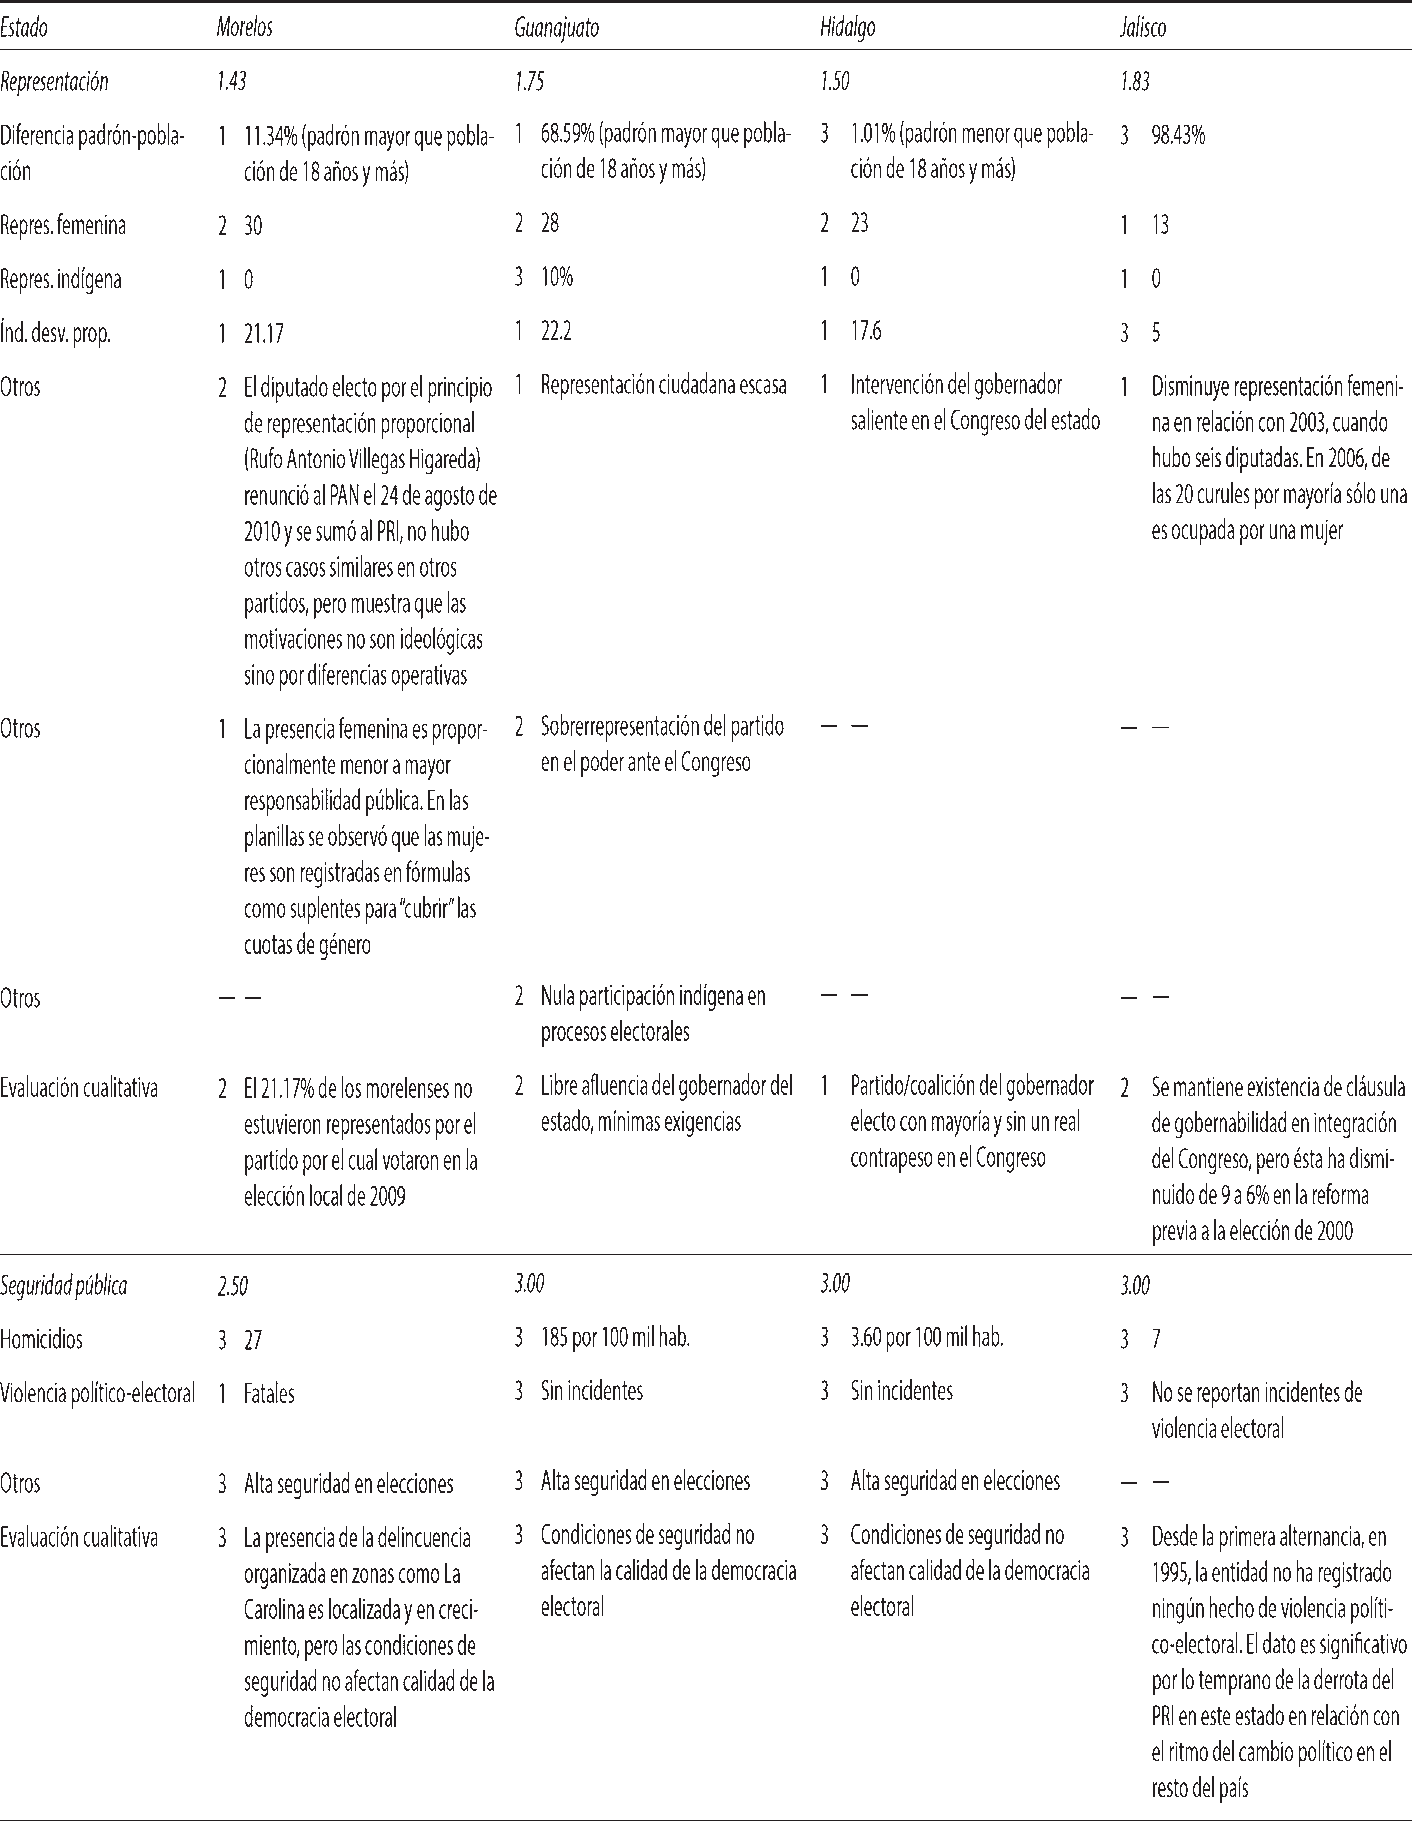 Estado Morelos Guanajuato Hidalgo Jalisco
Representación 1.43 1.75 1.50 1.83
Diferencia padrón-pobla- 1 11.34% (padrón mayor que pobla- 1 68.59% (padrón mayor que pobla- 3 1.01% (padrón menor que pobla- 3 98.43%
ción ción de 18 años y más) ción de 18 años y más) ción de 18 años y más)
Repres. femenina 2 30 2 28 2 23 1 13
Repres. indígena 1 0 3 10% 1 0 1 0
Índ. desv. prop. 1 21.17 1 22.2 1 17.6 3 5
Otros 2 El diputado electo por el principio 1 Representación ciudadana escasa 1 Intervención del gobernador 1 Disminuye representación femeni-
de representación proporcional saliente en el Congreso del estado na en relación con 2003, cuando
(Rufo Antonio Villegas Higareda) hubo seis diputadas. En 2006, de
renunció al PAN el 24 de agosto de las 20 curules por mayoría sólo una
2010 y se sumó al PRI, no hubo es ocupada por una mujer
otros casos similares en otros
partidos, pero muestra que las
motivaciones no son ideológicas
sino por diferencias operativas
Otros 1 La presencia femenina es propor- 2 Sobrerrepresentación del partido — — — —
cionalmente menor a mayor en el poder ante el Congreso
responsabilidad pública. En las
planillas se observó que las muje-
res son registradas en fórmulas
como suplentes para “cubrir” las
cuotas de género
Otros — — 2 Nula participación indígena en — — — —
procesos electorales
Evaluación cualitativa 2 El 21.17% de los morelenses no 2 Libre afluencia del gobernador del 1 Partido/coalición del gobernador 2 Se mantiene existencia de cláusula
estuvieron representados por el estado, mínimas exigencias electo con mayoría y sin un real de gobernabilidad en integración
partido por el cual votaron en la contrapeso en el Congreso del Congreso, pero ésta ha dismi-
elección local de 2009 nuido de 9 a 6% en la reforma
previa a la elección de 2000
Seguridad pública 2.50 3.00 3.00 3.00
Homicidios 3 27 3 185 por 100 mil hab. 3 3.60 por 100 mil hab. 3 7
Violencia político-electoral 1 Fatales 3 Sin incidentes 3 Sin incidentes 3 No se reportan incidentes de
violencia electoral
Otros 3 Alta seguridad en elecciones 3 Alta seguridad en elecciones 3 Alta seguridad en elecciones — —
Evaluación cualitativa 3 La presencia de la delincuencia 3 Condiciones de seguridad no 3 Condiciones de seguridad no 3 Desde la primera alternancia, en
organizada en zonas como La afectan la calidad de la democracia afectan calidad de la democracia 1995, la entidad no ha registrado
Carolina es localizada y en creci- electoral electoral ningún hecho de violencia políti-
miento, pero las condiciones de co-electoral. El dato es significativo
seguridad no afectan calidad de la por lo temprano de la derrota del
democracia electoral PRI en este estado en relación con
el ritmo del cambio político en el
resto del país